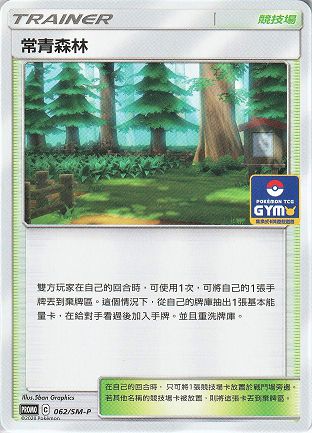 TRAINER
競技場
常青森林
POKÉMON TCG
GYM
雙方玩家在自己的回合時，可使用1次，可將自己的1張手
牌丟到棄牌區。這個情況下，從自己的牌庫抽出1張基本能
量卡，在給對手看過後加入手牌。並且重洗牌庫。
Illus. 5ban Graphics
在自己的回合時，只可將1張競技場卡被放置於戰鬥場旁邊。
若其他名稱的競技場卡被放置，則將這張卡丟到棄牌區。
PROMO C 062/SM-P
©2020 Pokémon